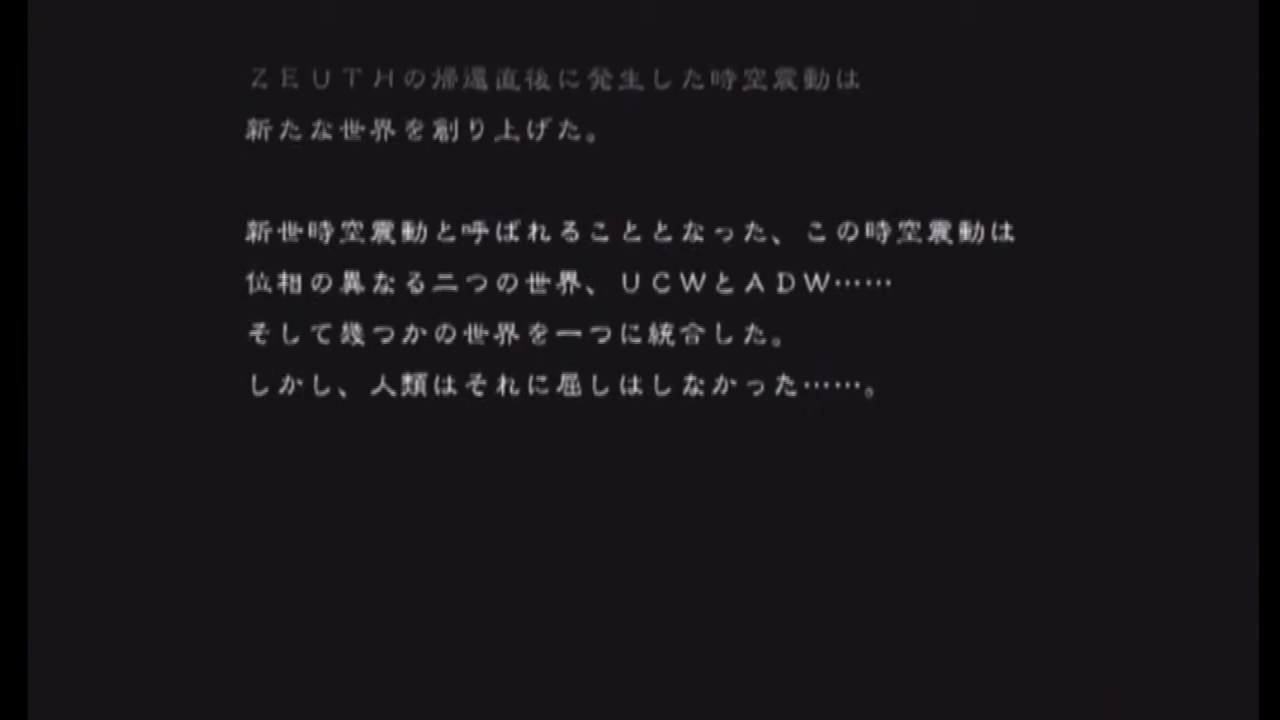 ＺＥＵＴＨの帰還直後に発生した時空震動は
新たな世界を創り上げた。
新世時空震動と呼ばれることとなった、この時空震動は
位相の異なる二つの世界、ＵＣＷとＡＤＷ……
そして幾つかの世界を一つに統合した。
しかし、人類はそれに屈しはしなかった……。